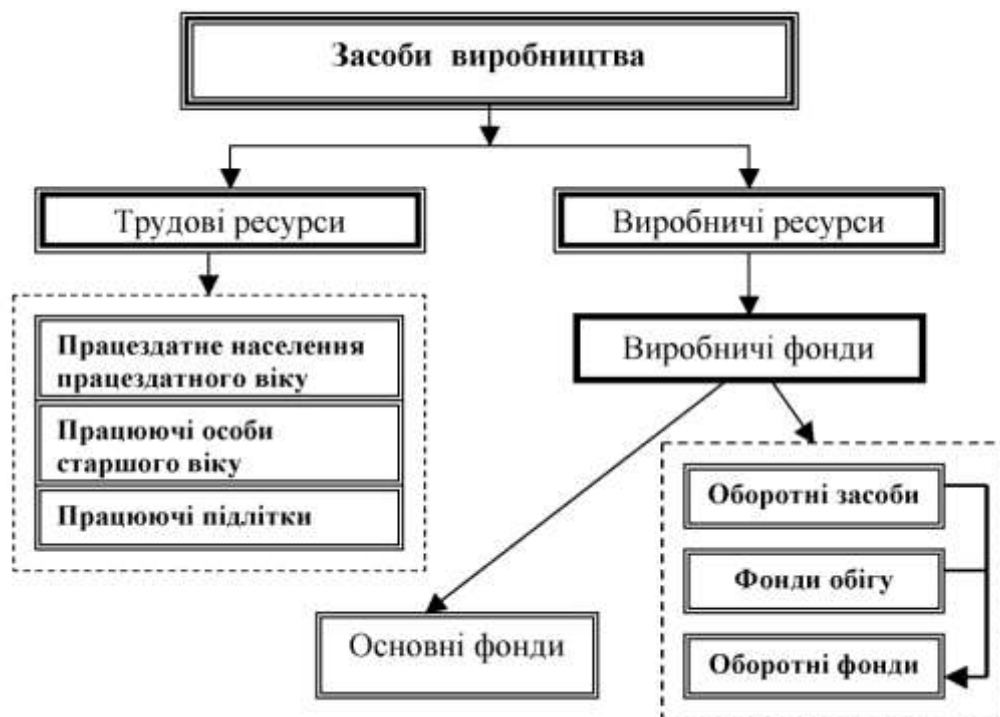 Засоби виробництва
Трудові ресурси
Виробничі ресурси
Працездатне населення
працездатного віку
Працюючі особи
старшого віку
Працюючі підлітки
Виробничі фонди
Оборотні засоби
Фонди обігу
Оборотні фонди
Основні фонди